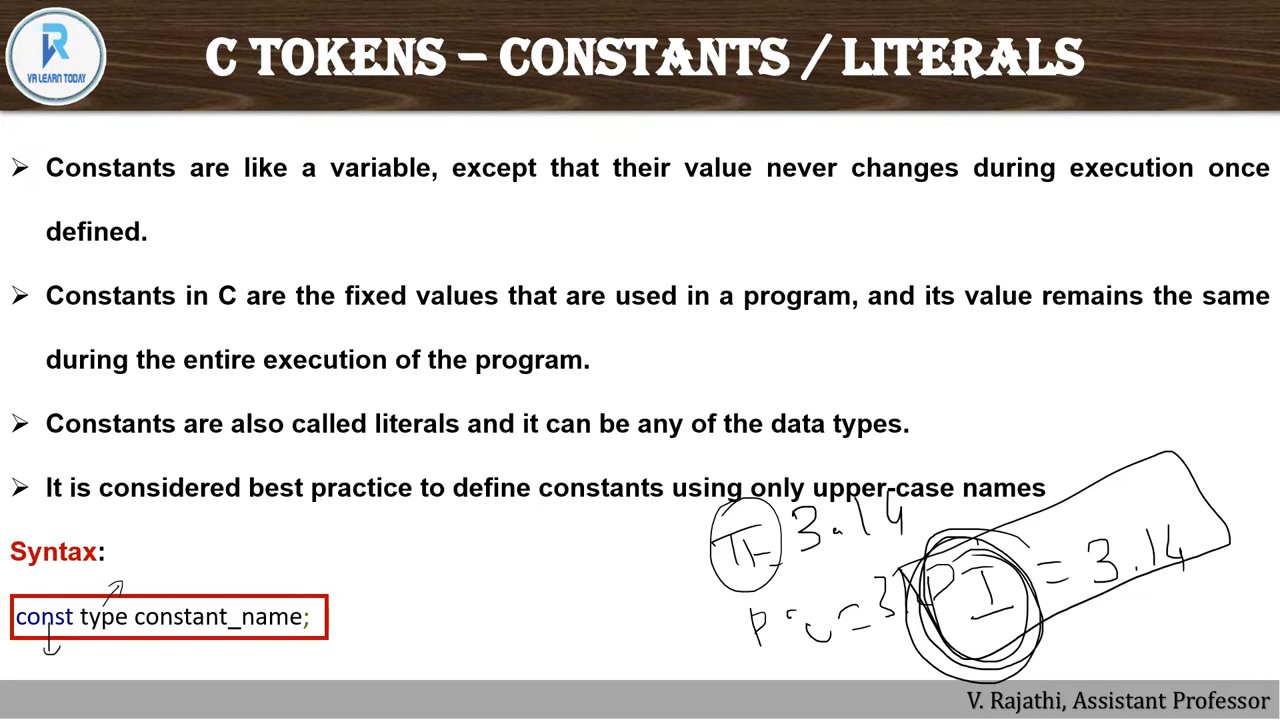 VR LEARN TODAY
C TOKENS – CONSTANTS / LITERALS
➢ Constants are like a variable, except that their value never changes during execution once
defined.
➢ Constants in C are the fixed values that are used in a program, and its value remains the same
during the entire execution of the program.
➢ Constants are also called literals and it can be any of the data types.
➢ It is considered best practice to define constants using only upper-case names
π 3.14
PI = 3.14
Syntax:
const type constant_name;
V. Rajathi, Assistant Professor